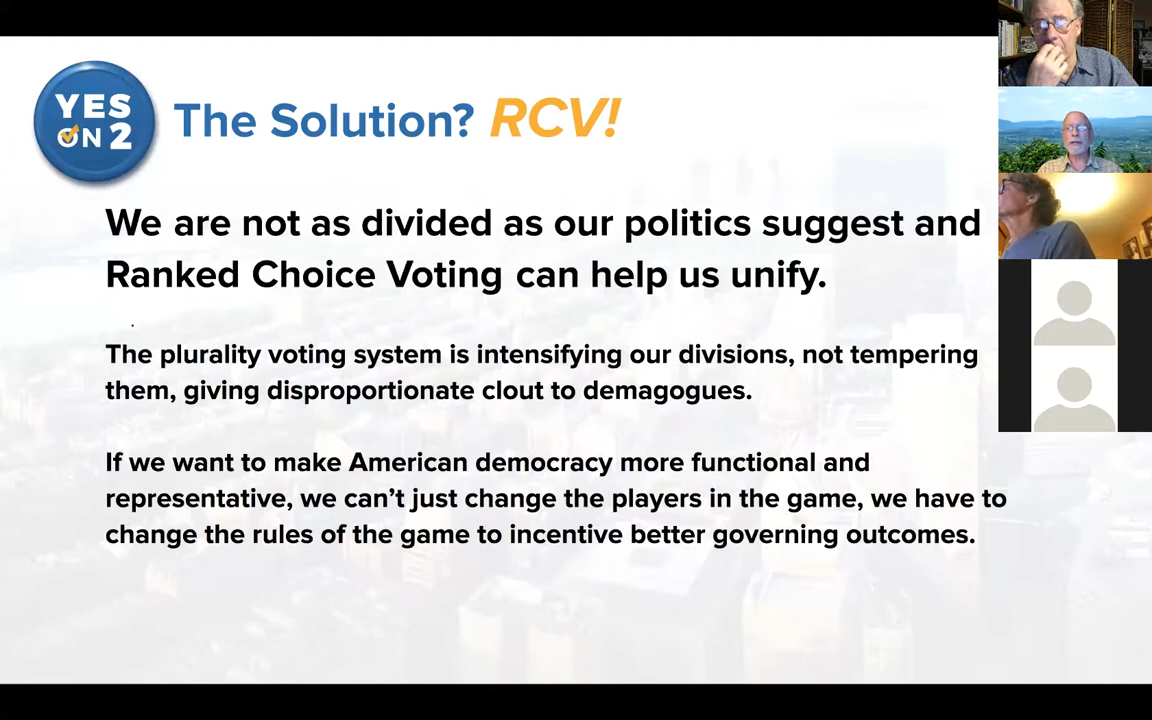 YES
ON 2
The Solution? RCV!
We are not as divided as our politics suggest and
Ranked Choice Voting can help us unify.
.
The plurality voting system is intensifying our divisions, not tempering
them, giving disproportionate clout to demagogues.
If we want to make American democracy more functional and
representative, we can’t just change the players in the game, we have to
change the rules of the game to incentive better governing outcomes.